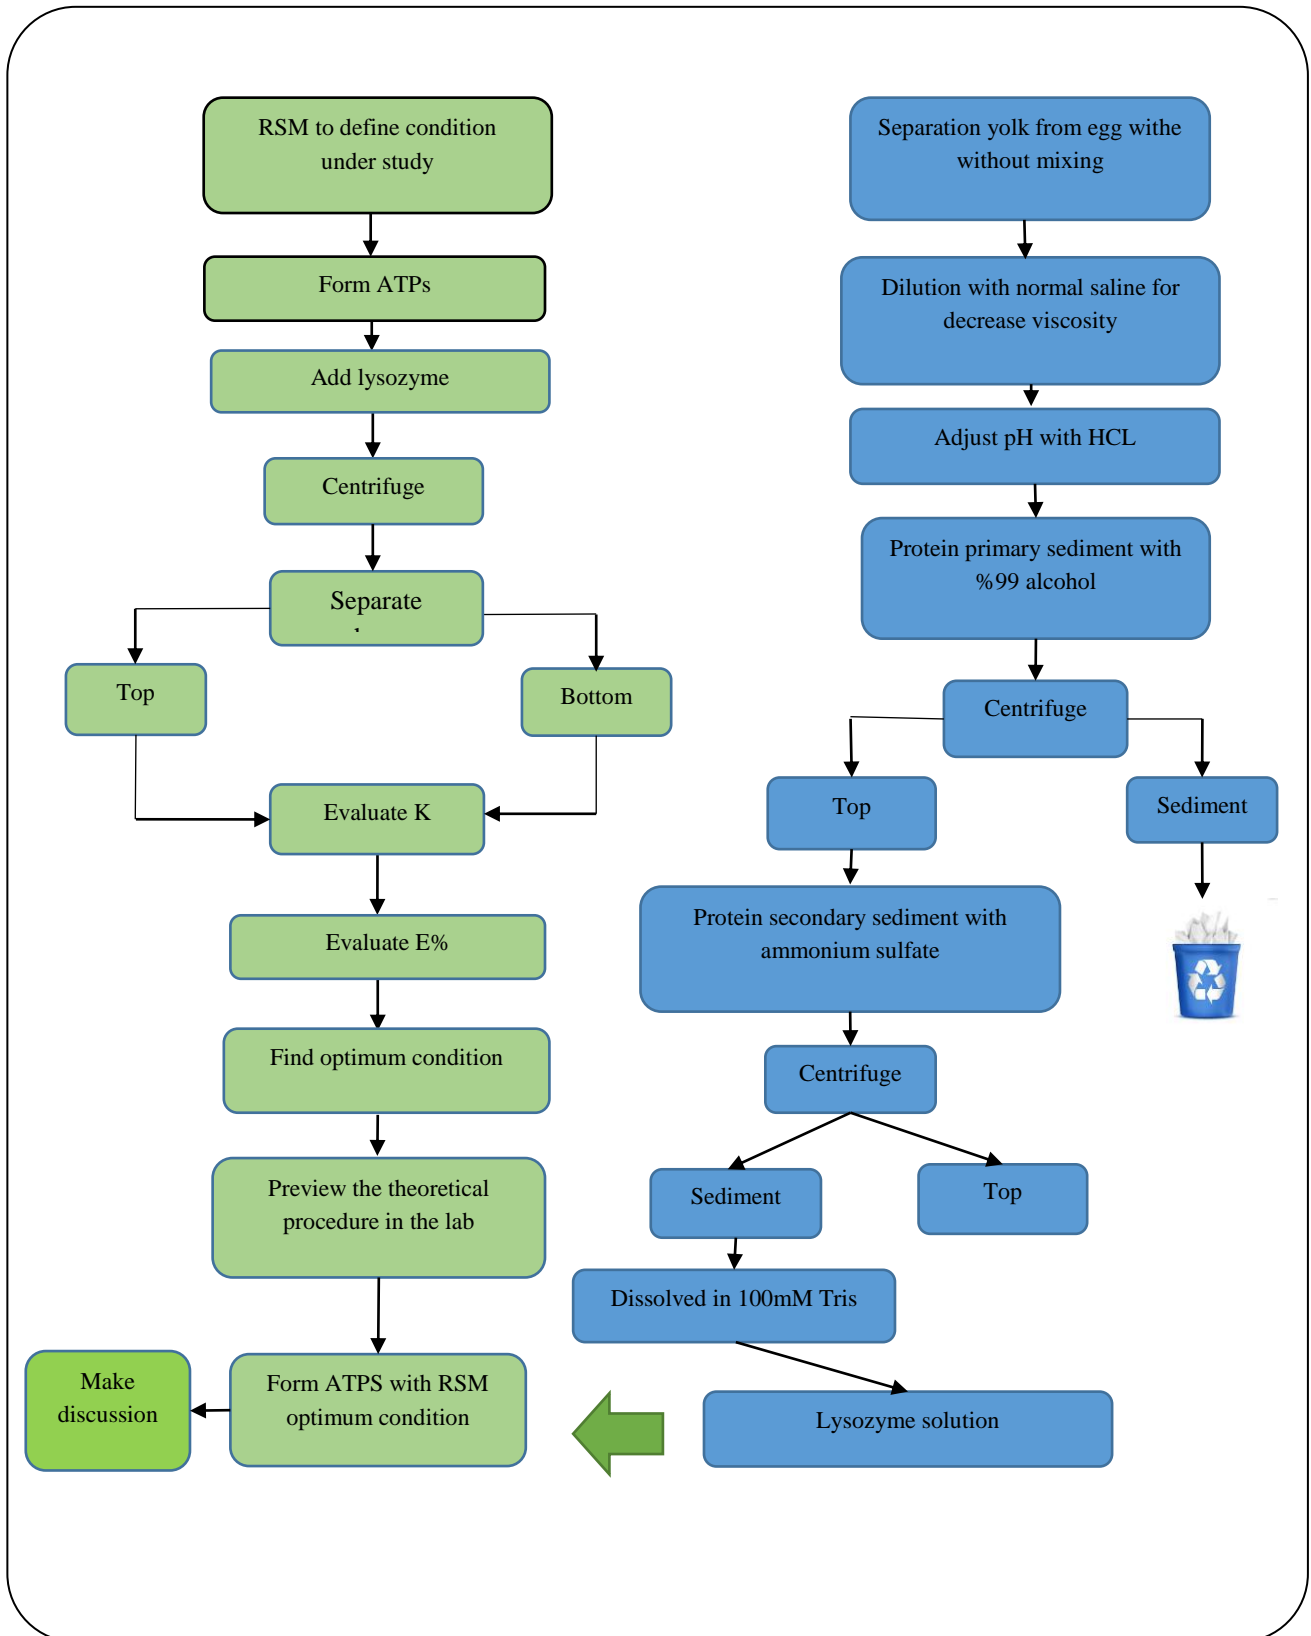 RSM to define condition
under study
Form ATPs
Add lysozyme
Centrifuge
Separate
Top
Bottom
Evaluate K
Evaluate E%
Find optimum condition
Preview the theoretical
procedure in the lab
Form ATPS with RSM
optimum condition
Make
discussion
Separation yolk from egg withe
without mixing
Dilution with normal saline for
decrease viscosity
Adjust pH with HCL
Protein primary sediment with
%99 alcohol
Centrifuge
Top
Sediment
Protein secondary sediment with
ammonium sulfate
Centrifuge
Sediment
Top
Dissolved in 100mM Tris
Lysozyme solution